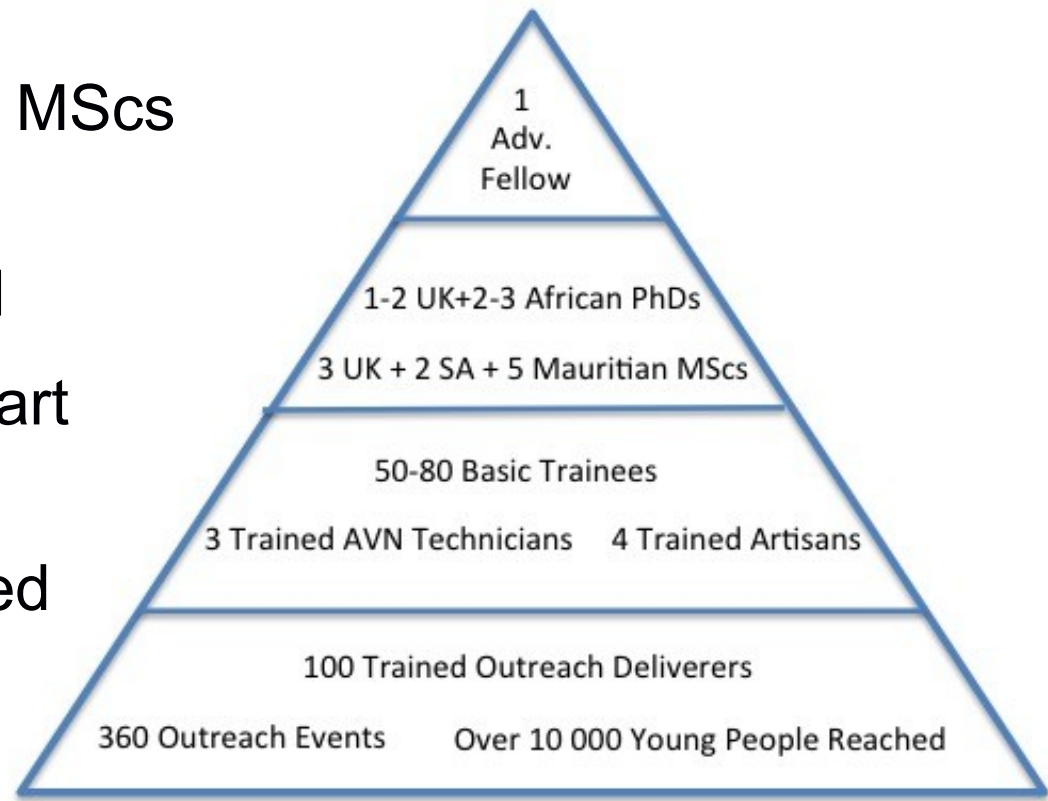 MScs
1
Adv.
Fellow
1-2 UK+2-3 African PhDs
3 UK + 2 SA + 5 Mauritian MScs
art
50-80 Basic Trainees
3 Trained AVN Technicians 4 Trained Artisans
ed
100 Trained Outreach Deliverers
360 Outreach Events Over 10 000 Young People Reached